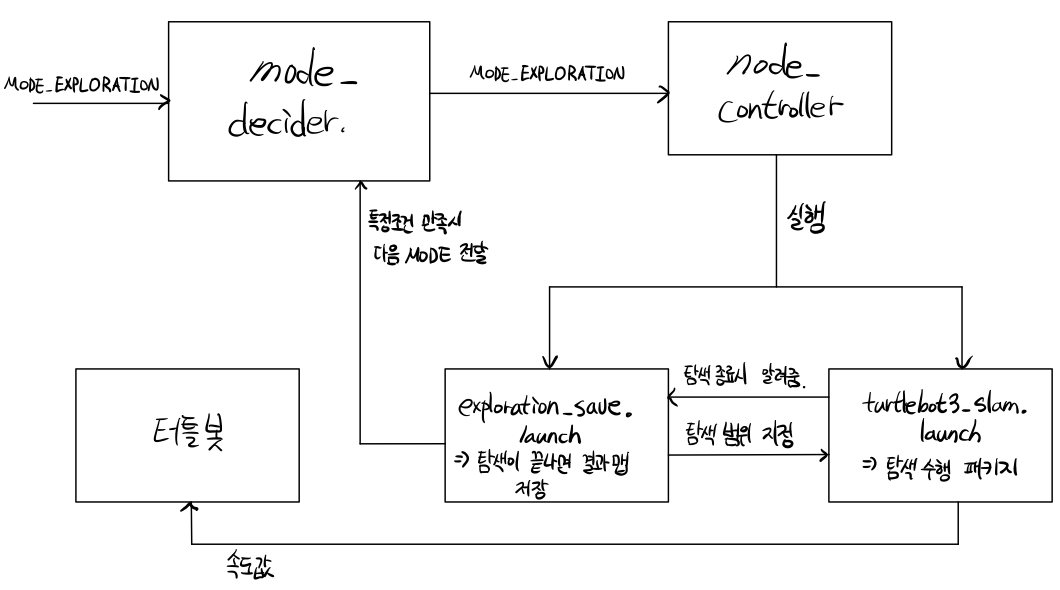 MODE_EXPLORATION
mode_
decider.
MODE_EXPLORATION
node_
controller
특정조건 만족시
다음 MODE 전달
실행
터틀봇
exploration_save.
launch
=> 탐색이 끝나면 결과맵
저장
탐색 종료시 알려줌.
탐색 범위 지정
turtlebot3_slam.
launch
=> 탐색 수행 패키지
속도값